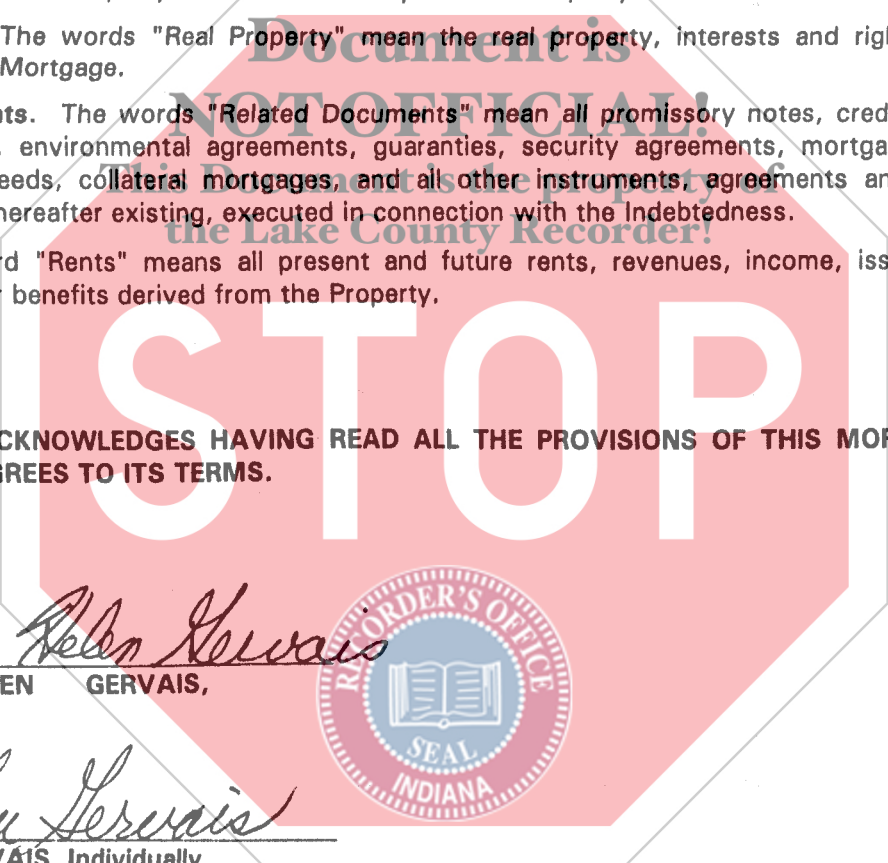 The words "Real Property" mean the real property, interests and rig
Document is
Mortgage.
nts. The words "Related Documents" mean all promissory notes, cred
NOT OFFICIAL!
, environmental agreements, guaranties, security agreements, mortga
eeds, collateral mortgages, and all other instruments, agreements an
This Document is the property of
hereafter existing, executed in connection with the Indebtedness.
the Lake County Recorder!
rd "Rents" means all present and future rents, revenues, income, iss
r benefits derived from the Property.
STOP
CKNOWLEDGES HAVING READ ALL THE PROVISIONS OF THIS MOR
GREES TO ITS TERMS.
Helen Gervais
EN GERVAIS,
RECORDER'S OFFICE
SEAL
INDIANA
Gervais
VAIS, Individually